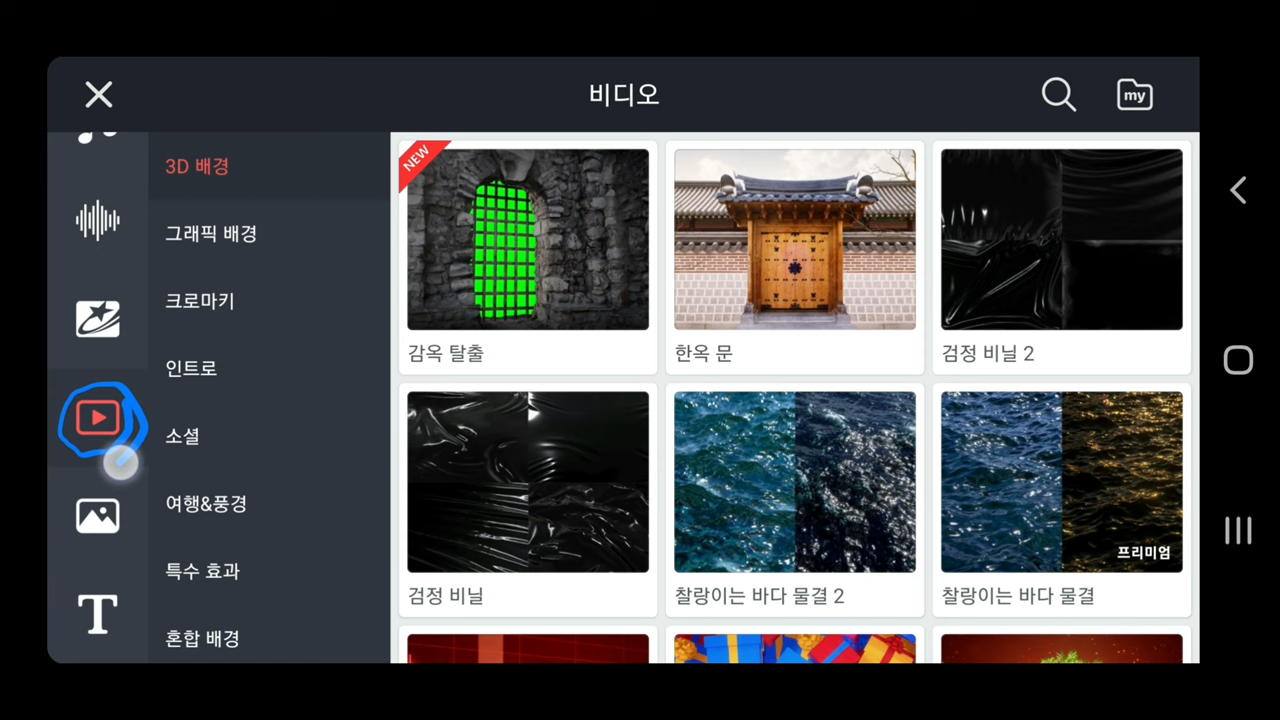 비디오
my
3D 배경
그래픽 배경
크로마키
인트로
소셜
여행&풍경
특수 효과
혼합 배경
NEW
감옥 탈출
한옥 문
검정 비닐 2
검정 비닐
찰랑이는 바다 물결 2
프리미엄
찰랑이는 바다 물결
T